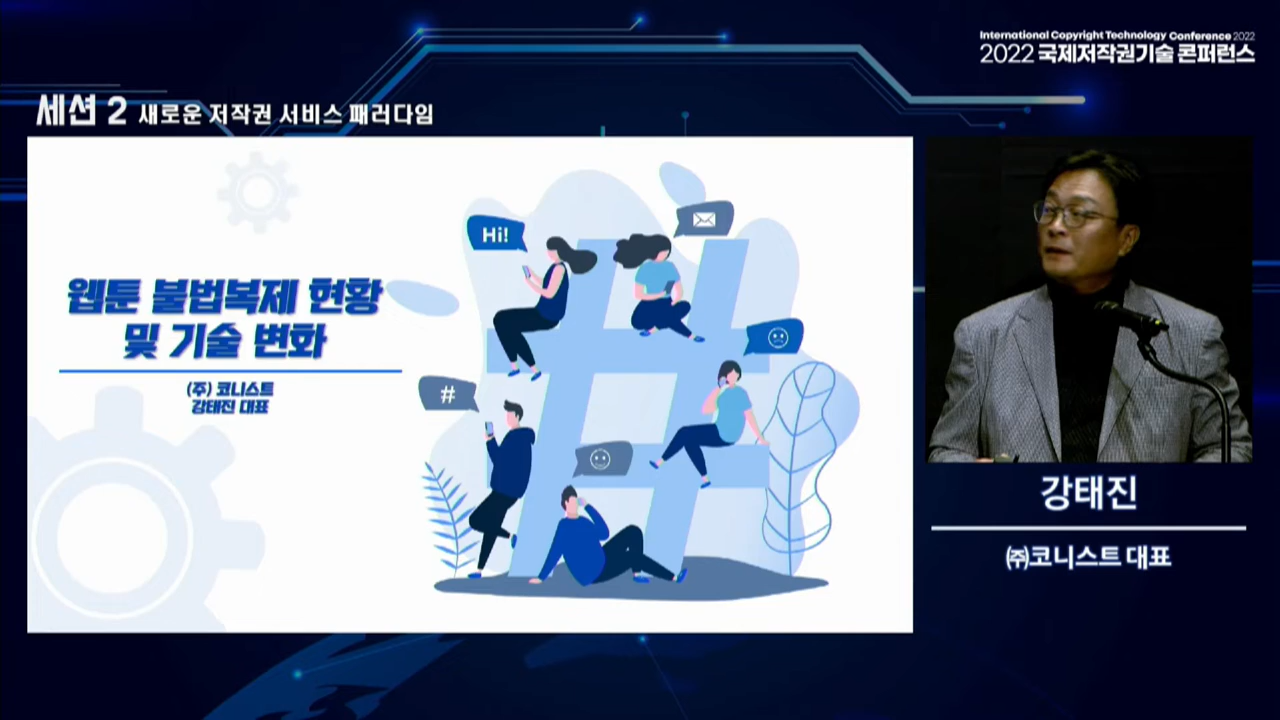 International Copyright Technology Conference 2022
2022 국제저작권기술 콘퍼런스
세션 2 새로운 저작권 서비스 패러다임
웹툰 불법복제 현황
및 기술 변화
(주) 코니스트
강태진 대표
Hi!
#
강태진
㈜코니스트 대표